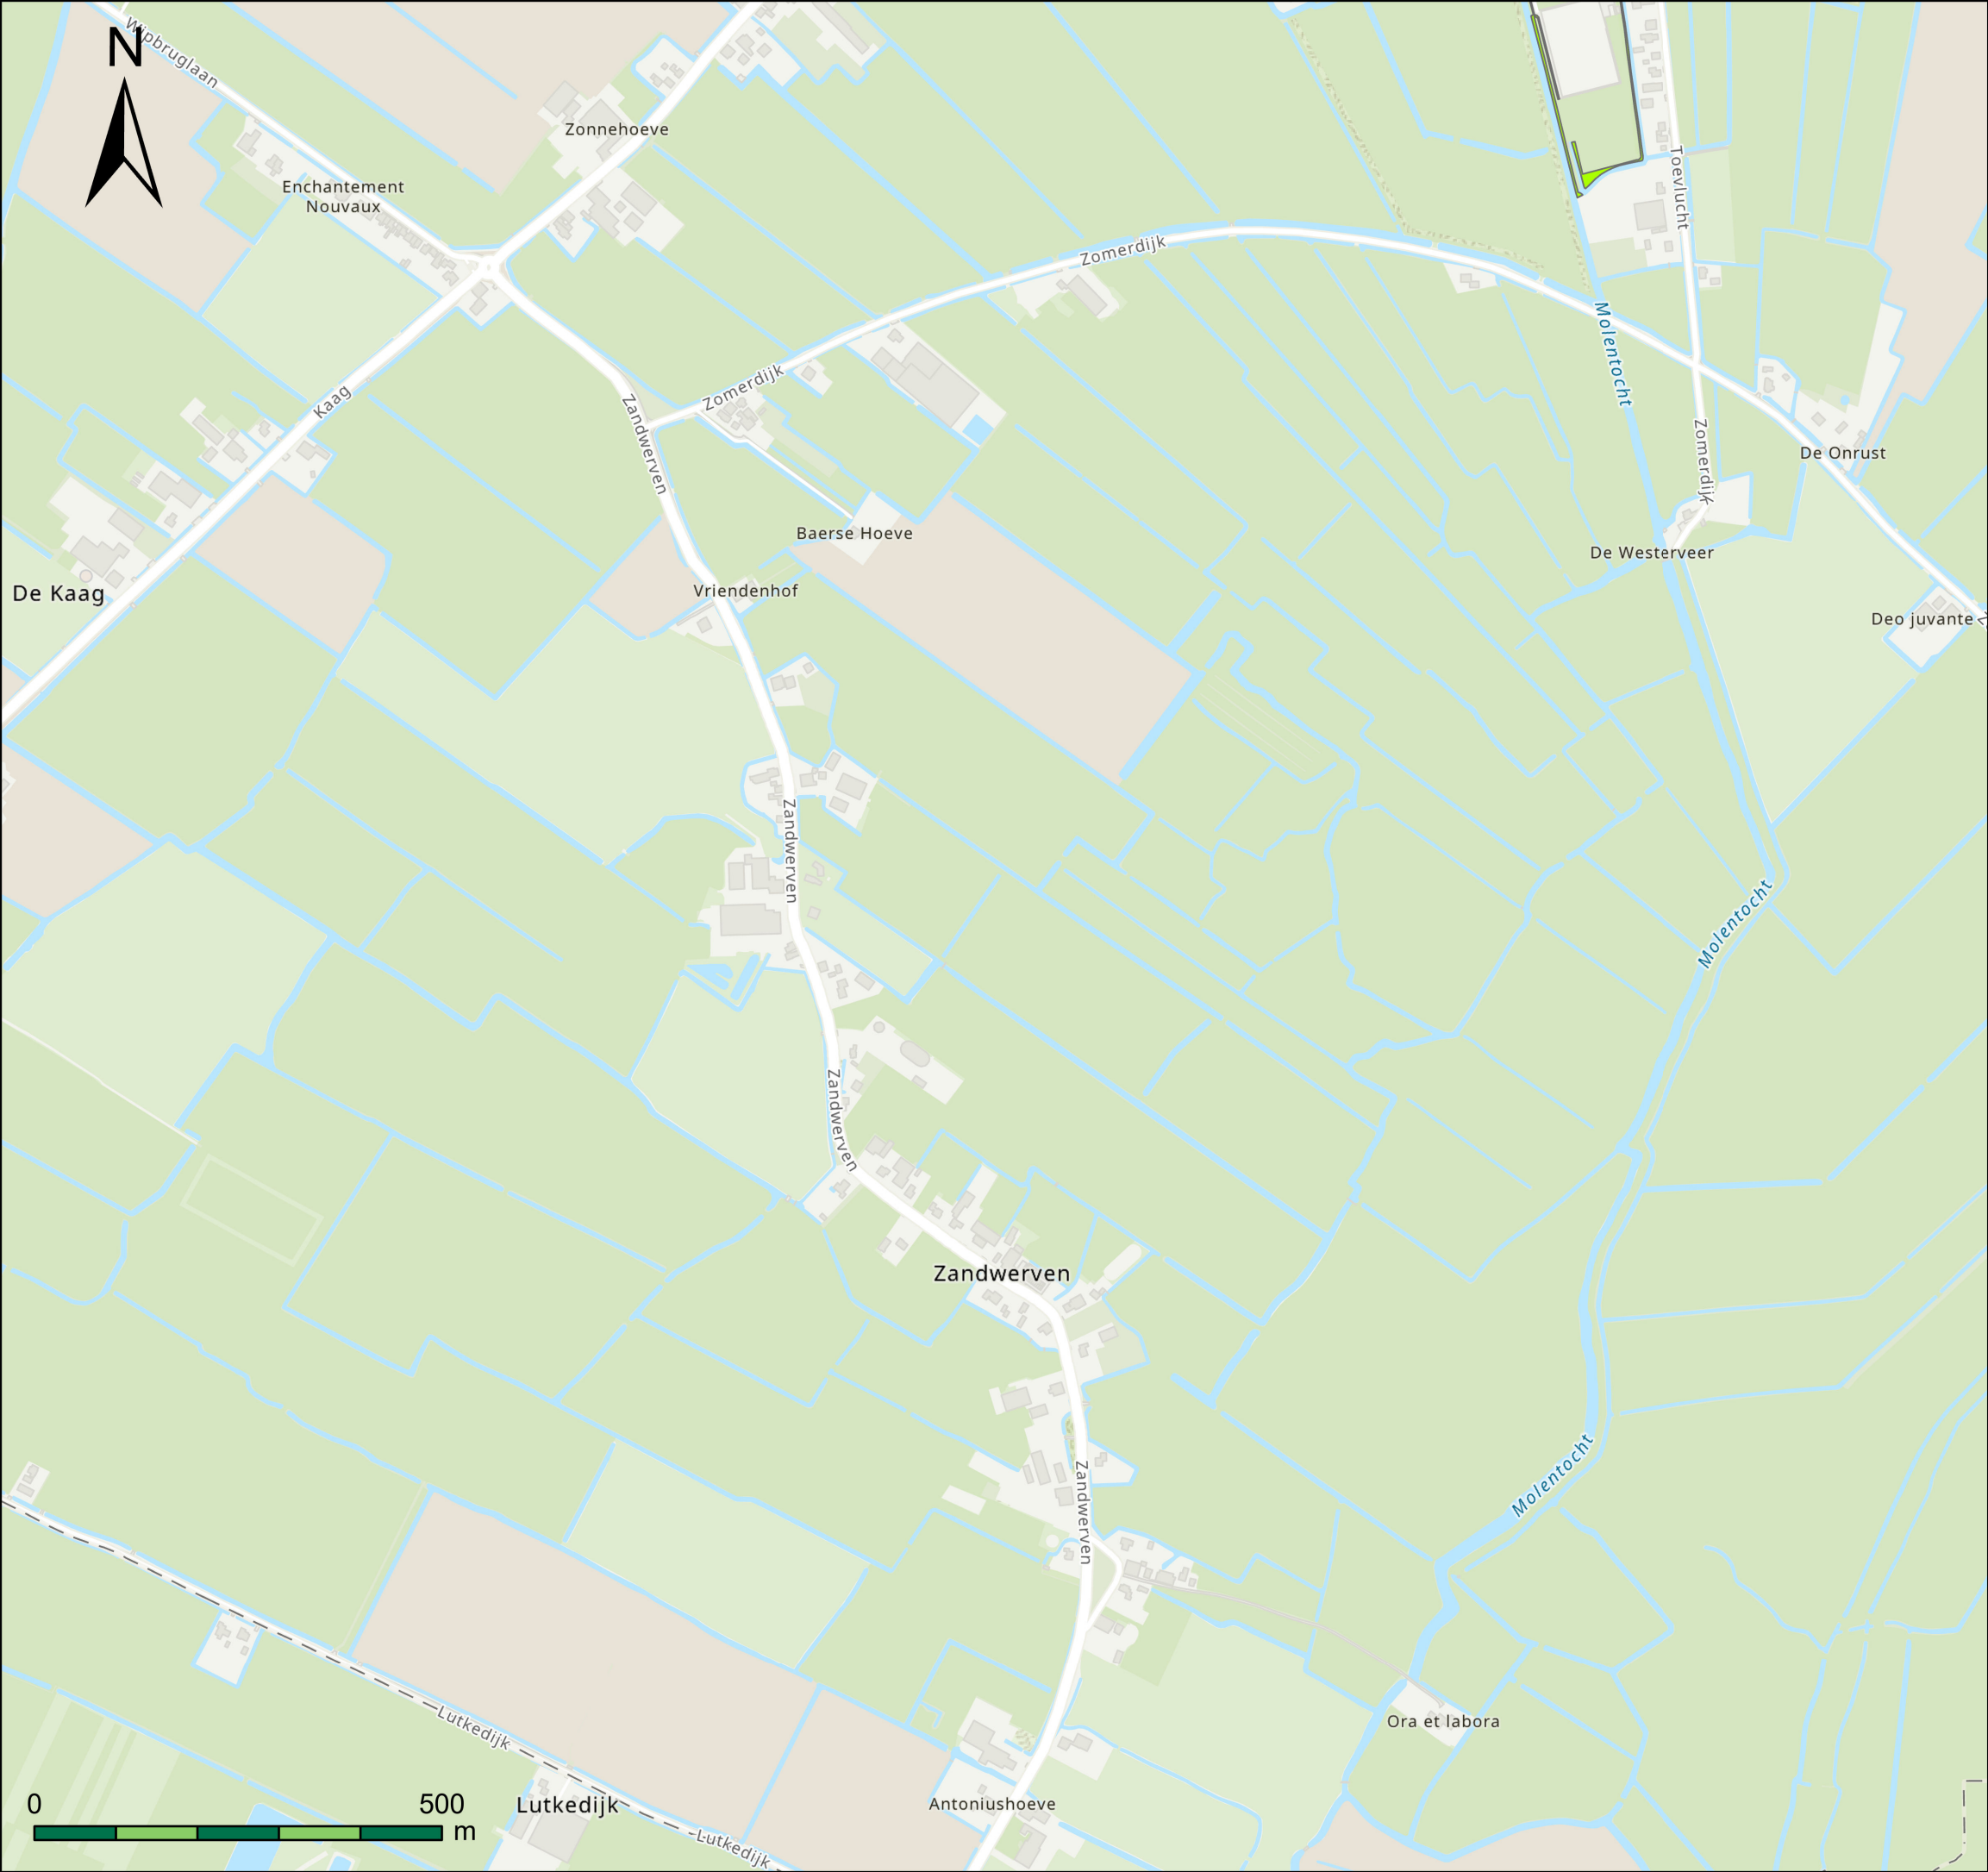 Wipbruglaan
N
Zonnehoeve
Enchantement
Nouvaux
Toevlucht
Zomerdijk
Molentocht
Zomerdijk
Kaag
Zandwerven
Zomerdijk
De Onrust
Baerse Hoeve
De Westerveer
De Kaag
Vriendenhof
Deo juvante
Zandwerven
Molentocht
Zandwerven
Zandwerven
Molentocht
Zandwerven
Ora et labora
Lutkedijk
0
500
m
Lutkedijk
Antoniushoeve
Lutkedijk